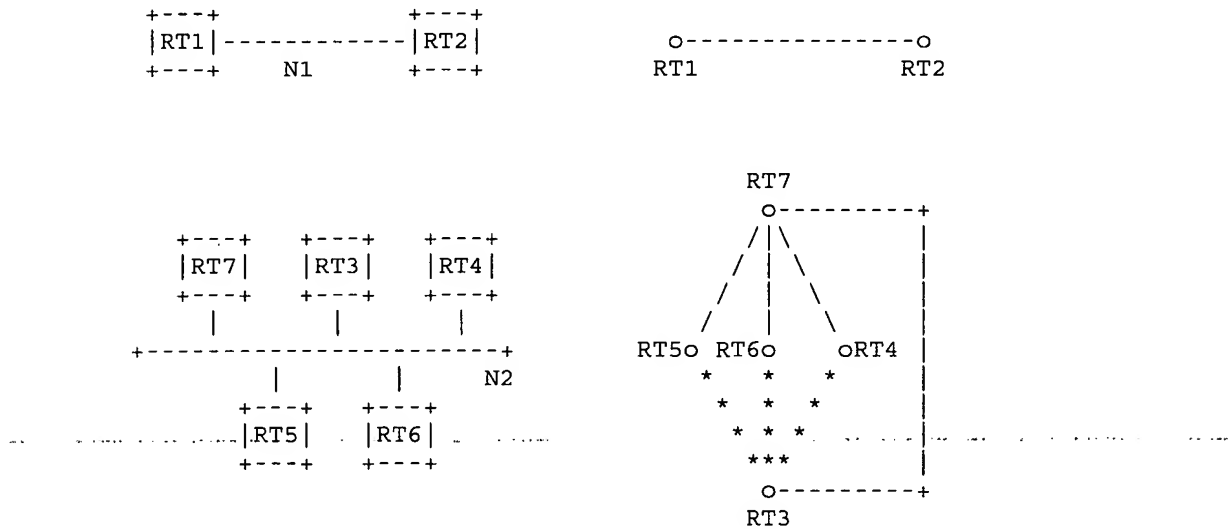 RT1 RT2
N1 RT1 RT2
RT7
RT7 RT3 RT4
RT5 RT6 RT4
N2
RT5 RT6
RT3